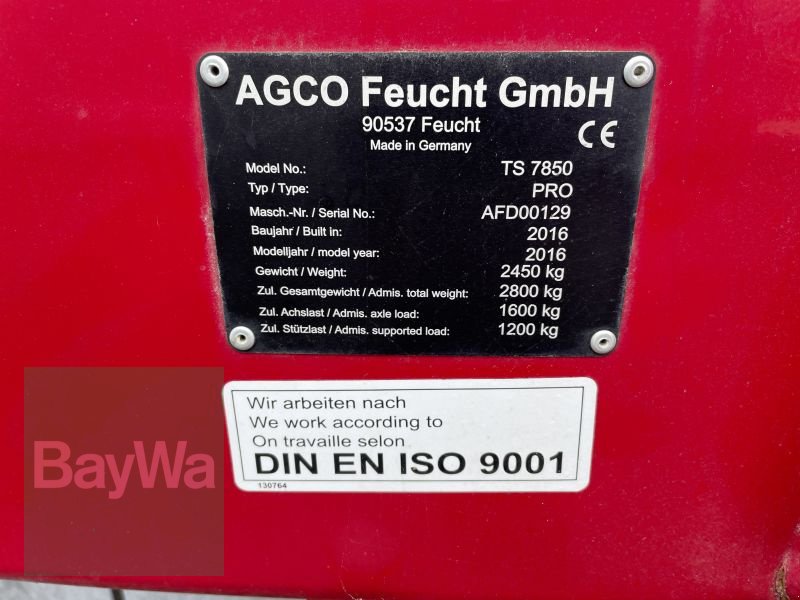 AGCO Feucht GmbH
90537 Feucht
Made in Germany
CE
Model No.: TS 7850
Typ / Type: PRO
Masch.-Nr. / Serial No.: AFD00129
Baujahr / Built in: 2016
Modelljahr / model year: 2016
Gewicht / Weight: 2450 kg
Zul. Gesamtgewicht / Admis. total weight: 2800 kg
Zul. Achslast / Admis. axle load: 1600 kg
Zul. Stützlast / Admis. supported load: 1200 kg
Wir arbeiten nach
We work according to
On travaille selon
DIN EN ISO 9001
130764
BayWa